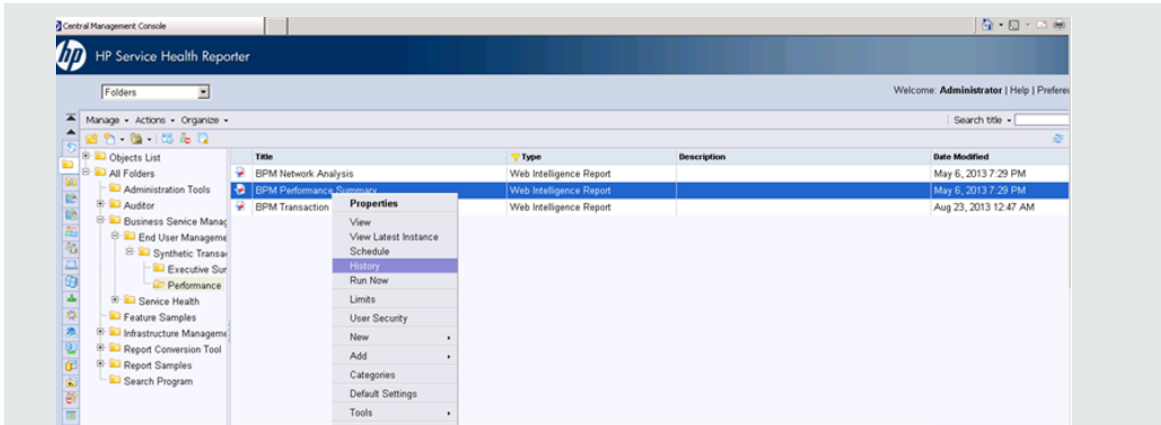 Central Management Console
hp HP Service Health Reporter
Folders
Welcome: Administrator | Help | Prefere
Manage - Actions - Organize -
Search title -
Objects List
All Folders
Administration Tools
Auditor
Business Service Manag
End User Manageme
Synthetic Transa
Executive Sur
Performance
Service Health
Feature Samples
Infrastructure Manageme
Report Conversion Tool
Report Samples
Search Program
Title Type Description Date Modified
BPM Network Analysis Web Intelligence Report May 6, 2013 7:29 PM
BPM Performance Summary Web Intelligence Report May 6, 2013 7:29 PM
BPM Transaction Web Intelligence Report Aug 23, 2013 12:47 AM
Properties
View
View Latest Instance
Schedule
History
Run Now
Limits
User Security
New
Add
Categories
Default Settings
Tools